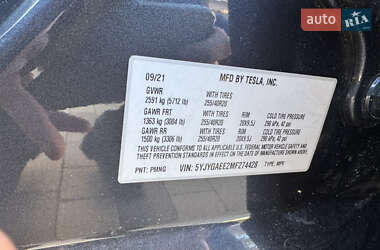 auto RIA
09/21 MFD BY TESLA, INC.
GVWR WITH TIRES
2591 kg (5712 lb) 255/40R20
GAWR FRT WITH TIRES RIM COLD TIRE PRESSURE
1363 kg (3004 lb) 255/40R20 20X9.5J 290 kPa, 42 psi
GAWR RR WITH TIRES RIM COLD TIRE PRESSURE
1500 kg (3306 lb) 255/40R20 20X9.5J 290 kPa, 42 psi
THIS VEHICLE CONFORMS TO ALL APPLICABLE U.S. FEDERAL MOTOR VEHICLE
SAFETY AND THEFT PREVENTION STANDARDS IN EFFECT ON THE DATE OF
MANUFACTURE SHOWN ABOVE.
PNT: PMNG VIN: 5YJYGAEE2MF274428 TYPE: MPV